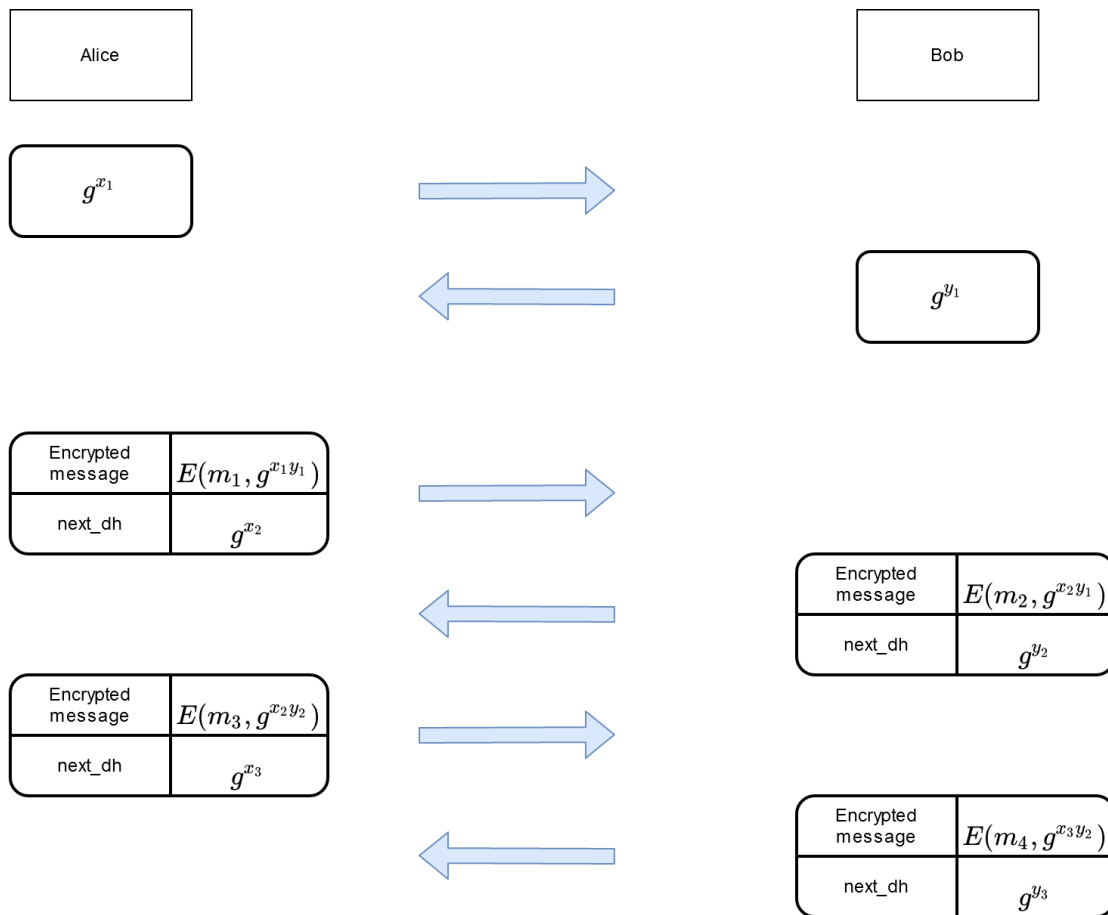 Alice
Bob
$g^{x_1}$
$g^{y_1}$
Encrypted
message
$E(m_1, g^{x_1 y_1})$
next_dh
$g^{x_2}$
Encrypted
message
$E(m_2, g^{x_2 y_1})$
next_dh
$g^{y_2}$
Encrypted
message
$E(m_3, g^{x_2 y_2})$
next_dh
$g^{x_3}$
Encrypted
message
$E(m_4, g^{x_3 y_2})$
next_dh
$g^{y_3}$